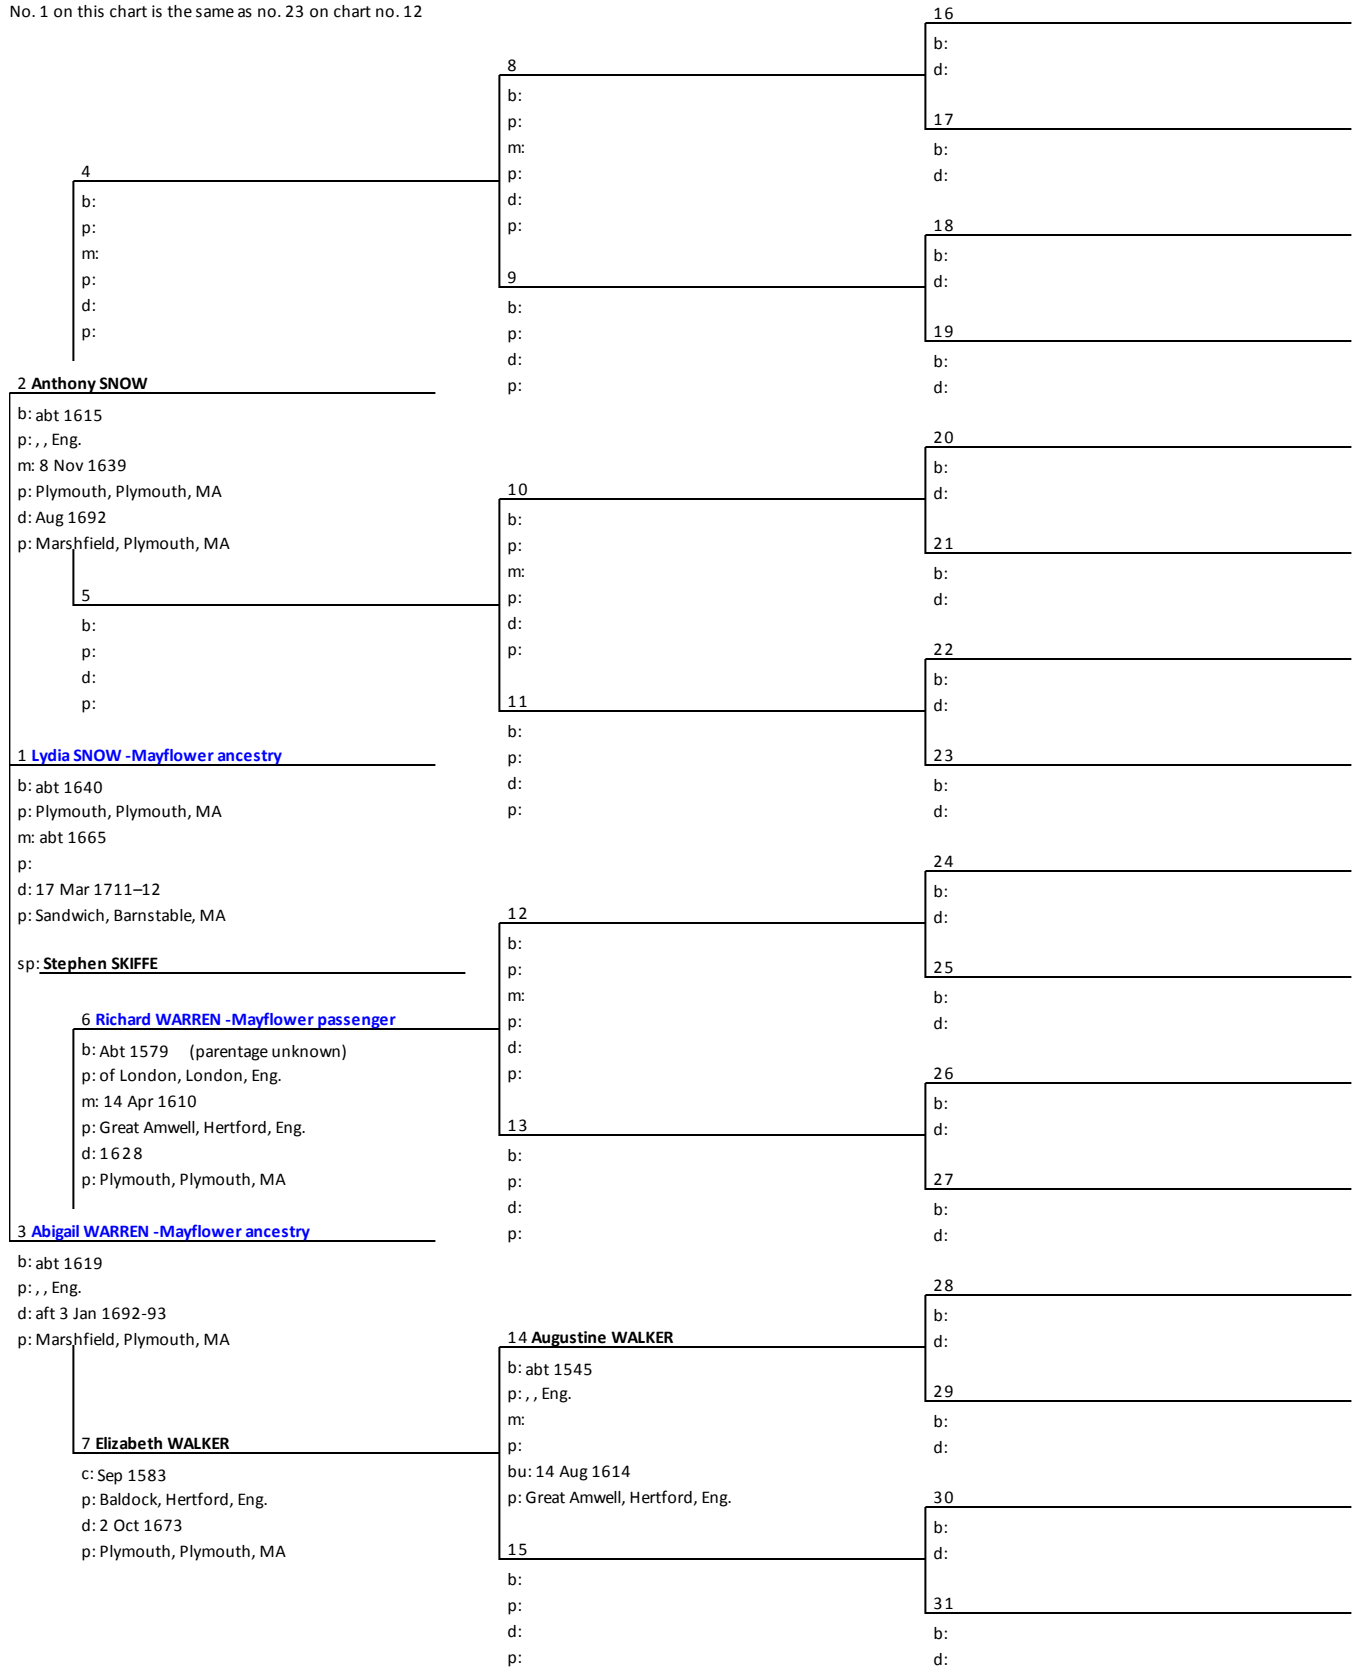 No. 1 on this chart is the same as no. 23 on chart no. 12
16
b:
d:
8
b:
p:
m:
p:
d:
p:
17
b:
d:
4
b:
p:
m:
p:
d:
p:
18
b:
d:
9
b:
p:
d:
p:
19
b:
d:
2 Anthony SNOW
b: abt 1615
p: , , Eng.
m: 8 Nov 1639
p: Plymouth, Plymouth, MA
d: Aug 1692
p: Marshfield, Plymouth, MA
20
b:
d:
10
b:
p:
m:
p:
d:
p:
21
b:
d:
5
b:
p:
d:
p:
22
b:
d:
11
b:
p:
d:
p:
23
b:
d:
1 Lydia SNOW -Mayflower ancestry
b: abt 1640
p: Plymouth, Plymouth, MA
m: abt 1665
p:
d: 17 Mar 1711–12
p: Sandwich, Barnstable, MA
sp: Stephen SKIFFE
24
b:
d:
12
b:
p:
m:
p:
d:
p:
25
b:
d:
6 Richard WARREN -Mayflower passenger
b: Abt 1579 (parentage unknown)
p: of London, London, Eng.
m: 14 Apr 1610
p: Great Amwell, Hertford, Eng.
d: 1628
p: Plymouth, Plymouth, MA
26
b:
d:
13
b:
p:
d:
p:
27
b:
d:
3 Abigail WARREN -Mayflower ancestry
b: abt 1619
p: , , Eng.
d: aft 3 Jan 1692-93
p: Marshfield, Plymouth, MA
28
b:
d:
14 Augustine WALKER
b: abt 1545
p: , , Eng.
m:
p:
bu: 14 Aug 1614
p: Great Amwell, Hertford, Eng.
29
b:
d:
7 Elizabeth WALKER
c: Sep 1583
p: Baldock, Hertford, Eng.
d: 2 Oct 1673
p: Plymouth, Plymouth, MA
30
b:
d:
15
b:
p:
d:
p:
31
b:
d: